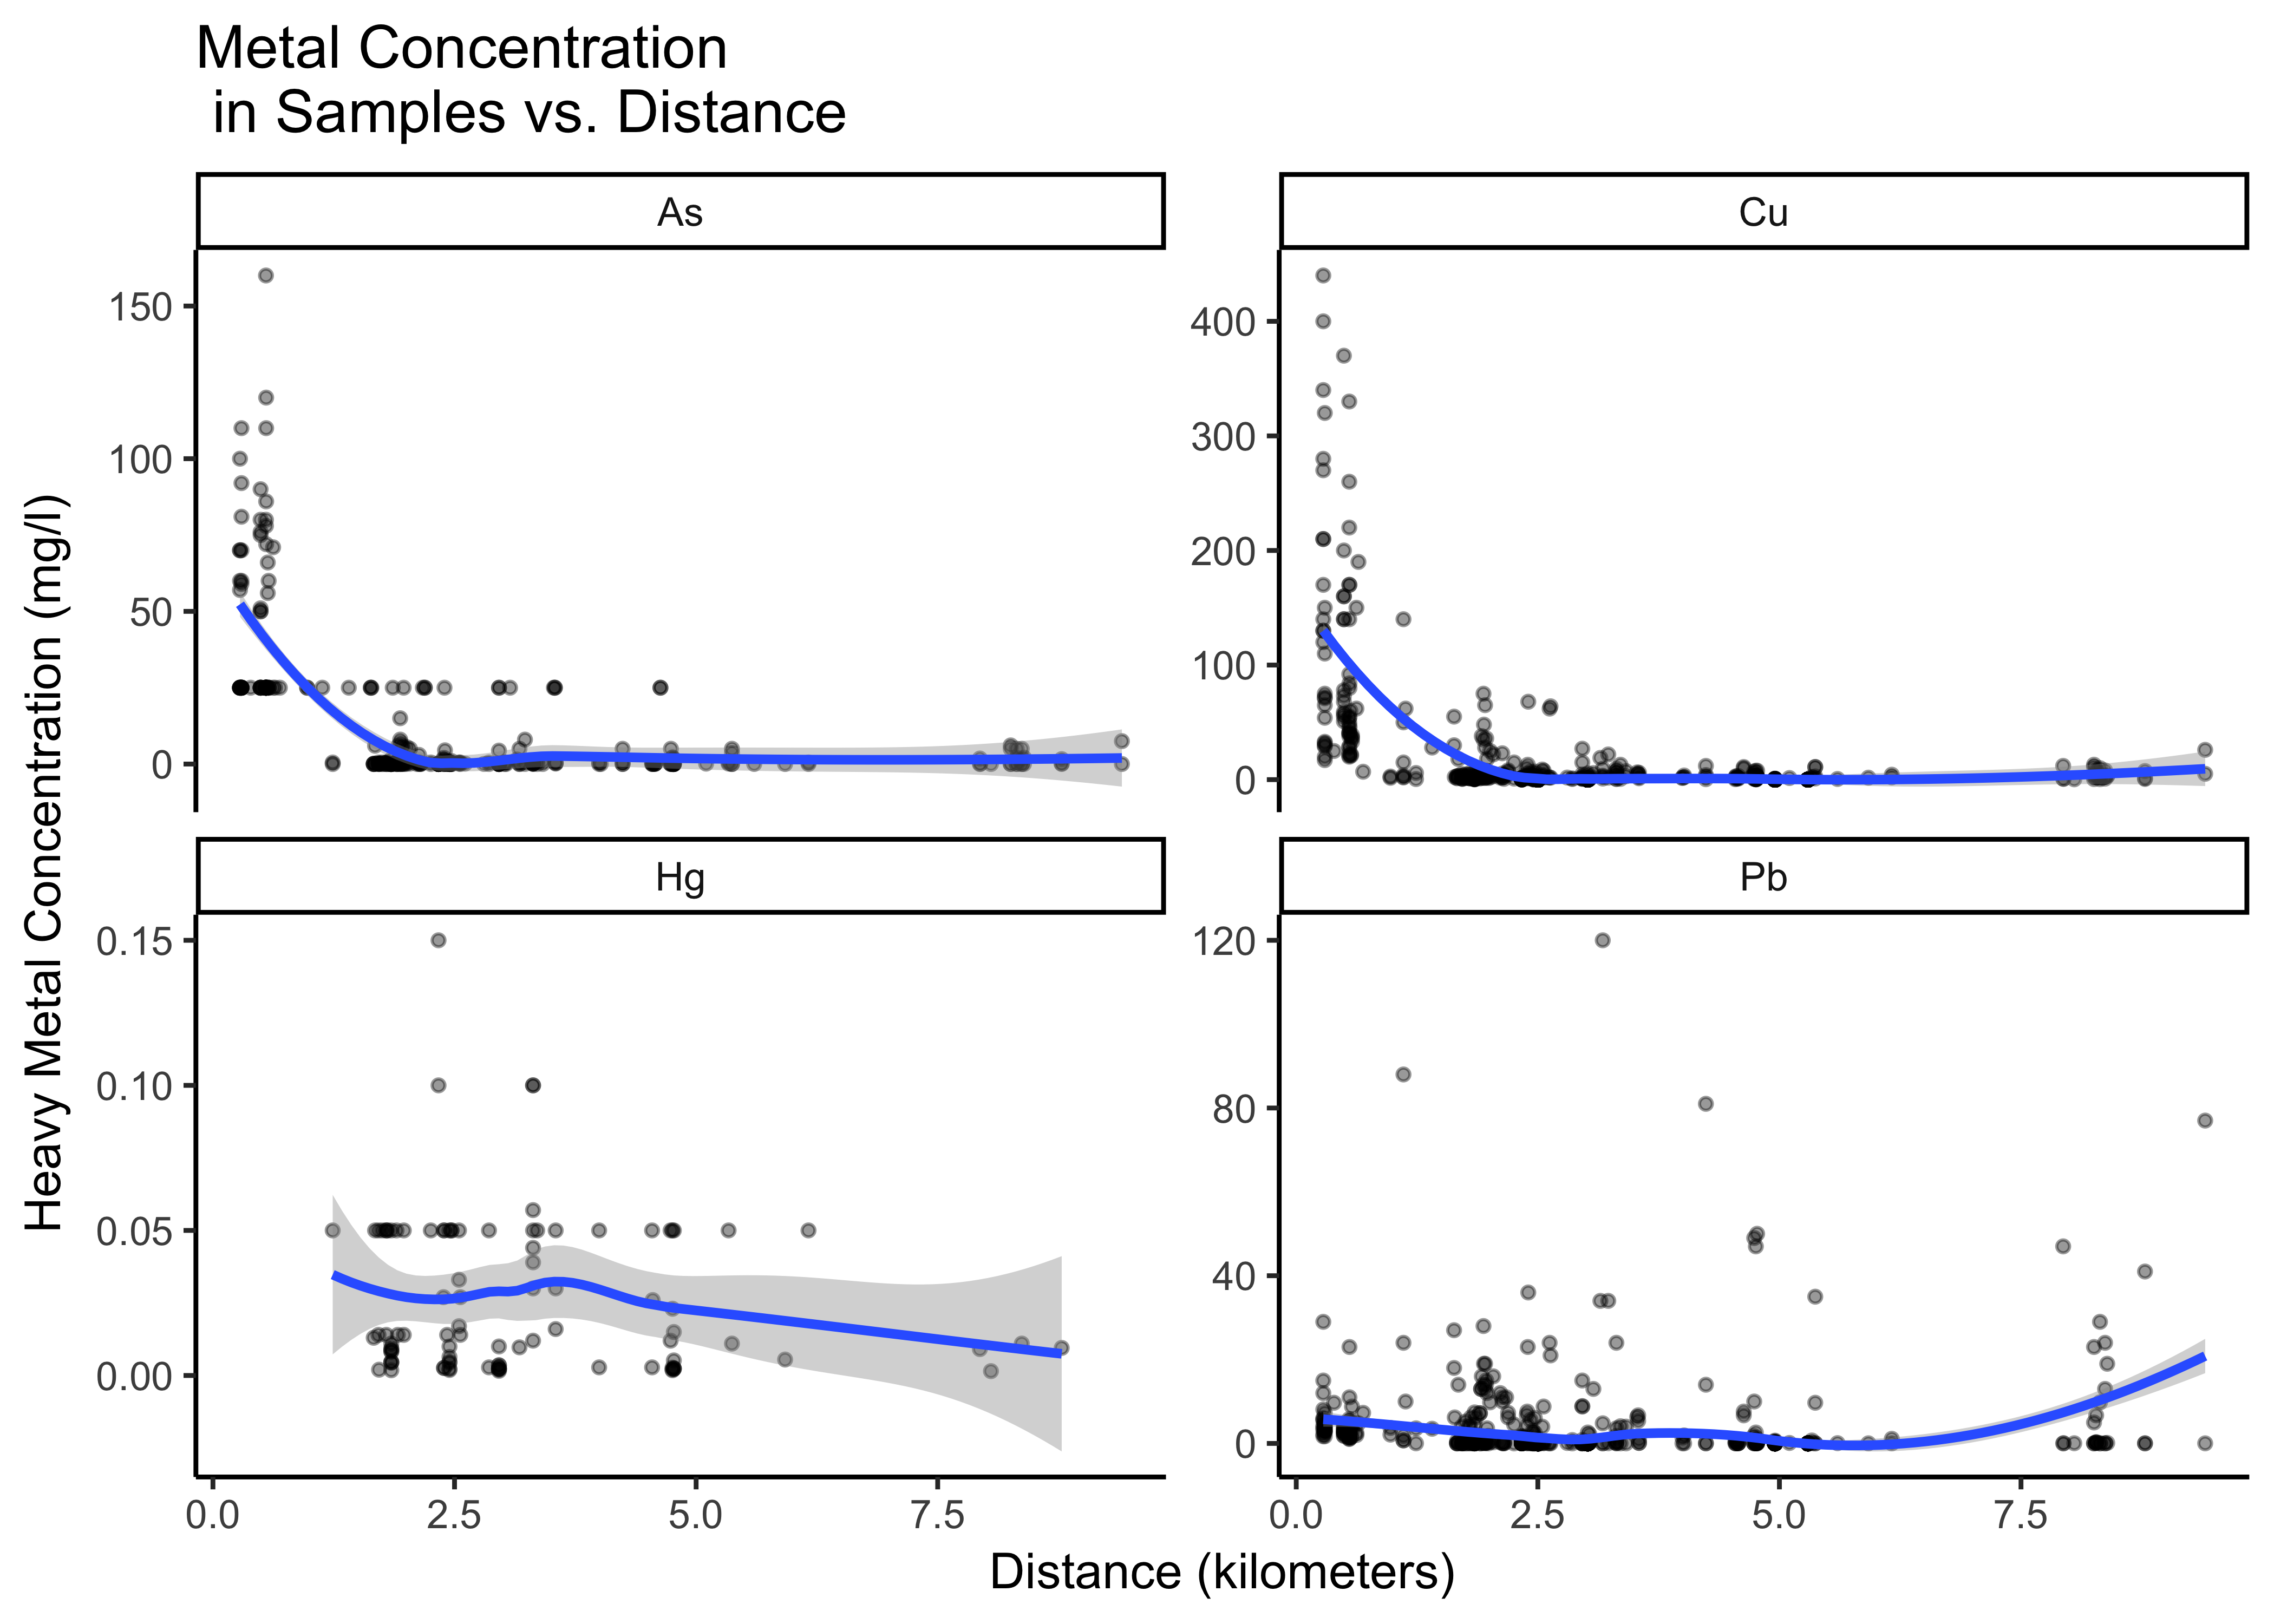 Metal Concentration
in Samples vs. Distance
As
Cu
150
100
50
0
400
300
200
100
0
Hg
Pb
0.15
0.10
0.05
0.00
120
80
40
0
0.0 2.5 5.0 7.5
0.0 2.5 5.0 7.5
Heavy Metal Concentration (mg/l)
Distance (kilometers)